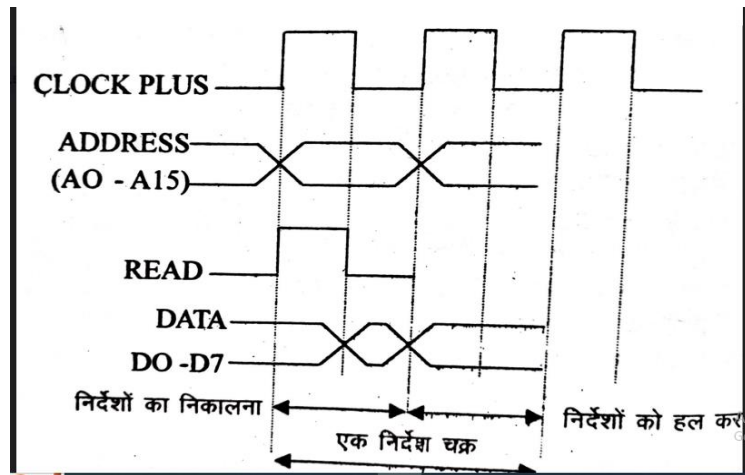 CLOCK PLUS
ADDRESS
(AO - A15)
READ
DATA
DO -D7
निर्देशों का निकालना
निर्देशों को हल कर
एक निर्देश चक्र